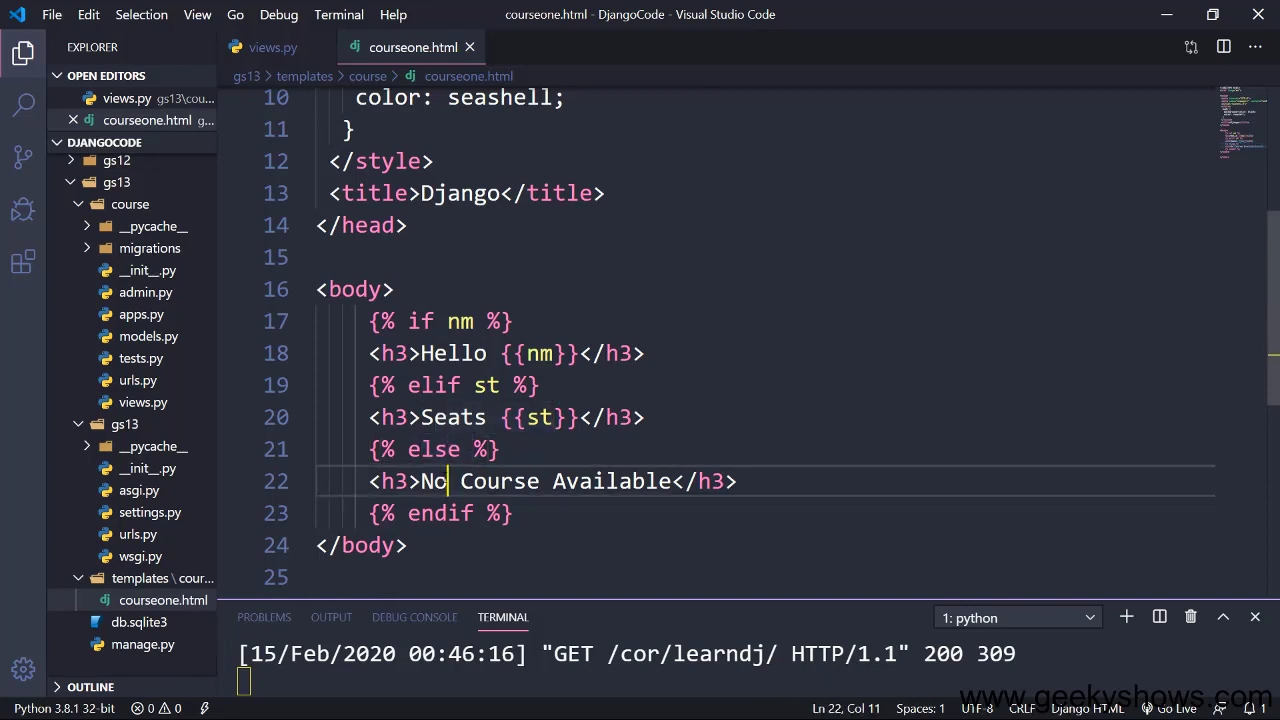 File Edit Selection View Go Debug Terminal Help courseone.html - DjangoCode - Visual Studio Code
EXPLORER
OPEN EDITORS
views.py gs13\cou...
courseone.html g...
DJANGOCODE
gs12
gs13
course
__pycache__
migrations
__init__.py
admin.py
apps.py
models.py
tests.py
urls.py
views.py
gs13
__pycache__
__init__.py
asgi.py
settings.py
urls.py
wsgi.py
templates \ cour...
courseone.html
db.sqlite3
manage.py
OUTLINE
views.py courseone.html
gs13 > templates > course > courseone.html
10 color: seashell;
11 }
12 </style>
13 <title>Django</title>
14 </head>
15
16 <body>
17 {% if nm %}
18 <h3>Hello {{nm}}</h3>
19 {% elif st %}
20 <h3>Seats {{st}}</h3>
21 {% else %}
22 <h3>No Course Available</h3>
23 {% endif %}
24 </body>
25
PROBLEMS OUTPUT DEBUG CONSOLE TERMINAL 1: python
[15/Feb/2020 00:46:16] "GET /cor/learndj/ HTTP/1.1" 200 309
www.geekyshows.com
Python 3.8.1 32-bit 0 0 Ln 22, Col 11 Spaces: 1 UTF-8 CRLF Django HTML Go Live 1